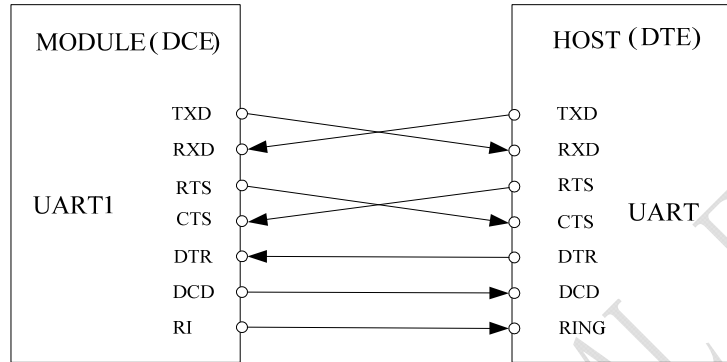 MODULE(DCE)
TXD
RXD
RTS
UART1
CTS
DTR
DCD
RI
HOST (DTE)
TXD
RXD
RTS
UART
CTS
DTR
DCD
RING